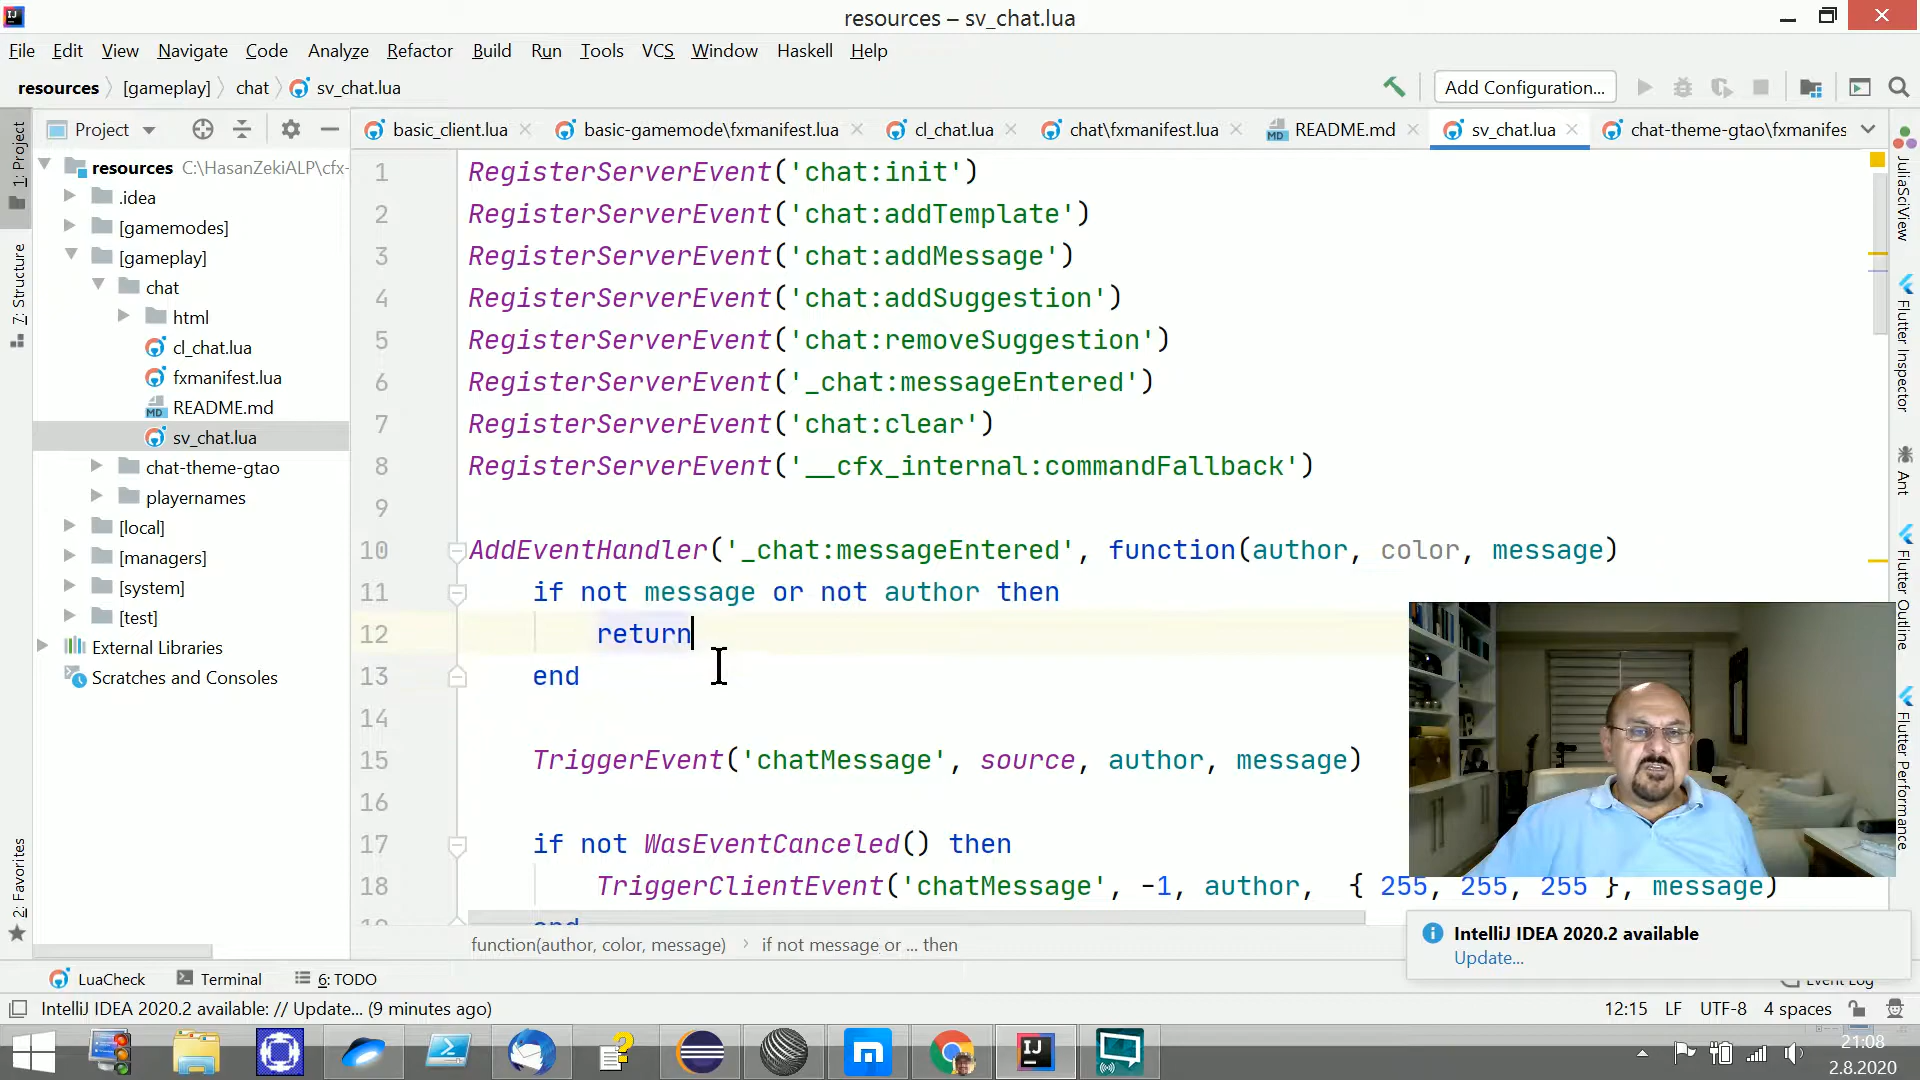 resources – sv_chat.lua
File Edit View Navigate Code Analyze Refactor Build Run Tools VCS Window Haskell Help
resources [gameplay] chat sv_chat.lua
Add Configuration...
Project
basic_client.lua basic-gamemode\fxmanifest.lua cl_chat.lua chat\fxmanifest.lua README.md sv_chat.lua chat-theme-gtao\fxmanifes
1: Project
7: Structure
2: Favorites
resources C:\HasanZekiALP\cfx-
.idea
[gamemodes]
[gameplay]
chat
html
cl_chat.lua
fxmanifest.lua
README.md
sv_chat.lua
chat-theme-gtao
playernames
[local]
[managers]
[system]
[test]
External Libraries
Scratches and Consoles
1 RegisterServerEvent('chat:init')
2 RegisterServerEvent('chat:addTemplate')
3 RegisterServerEvent('chat:addMessage')
4 RegisterServerEvent('chat:addSuggestion')
5 RegisterServerEvent('chat:removeSuggestion')
6 RegisterServerEvent('_chat:messageEntered')
7 RegisterServerEvent('chat:clear')
8 RegisterServerEvent('__cfx_internal:commandFallback')
9
10 AddEventHandler('_chat:messageEntered', function(author, color, message)
11 if not message or not author then
12 return
13 end
14
15 TriggerEvent('chatMessage', source, author, message)
16
17 if not WasEventCanceled() then
18 TriggerClientEvent('chatMessage', -1, author, { 255, 255, 255 }, message)
end
function(author, color, message) if not message or ... then
JuliaSciView
Flutter Inspector
Ant
Flutter Outline
Flutter Performance
IntelliJ IDEA 2020.2 available
Update...
LuaCheck Terminal 6: TODO Event Log
IntelliJ IDEA 2020.2 available: // Update... (9 minutes ago)
12:15 LF UTF-8 4 spaces
21:08
2.8.2020